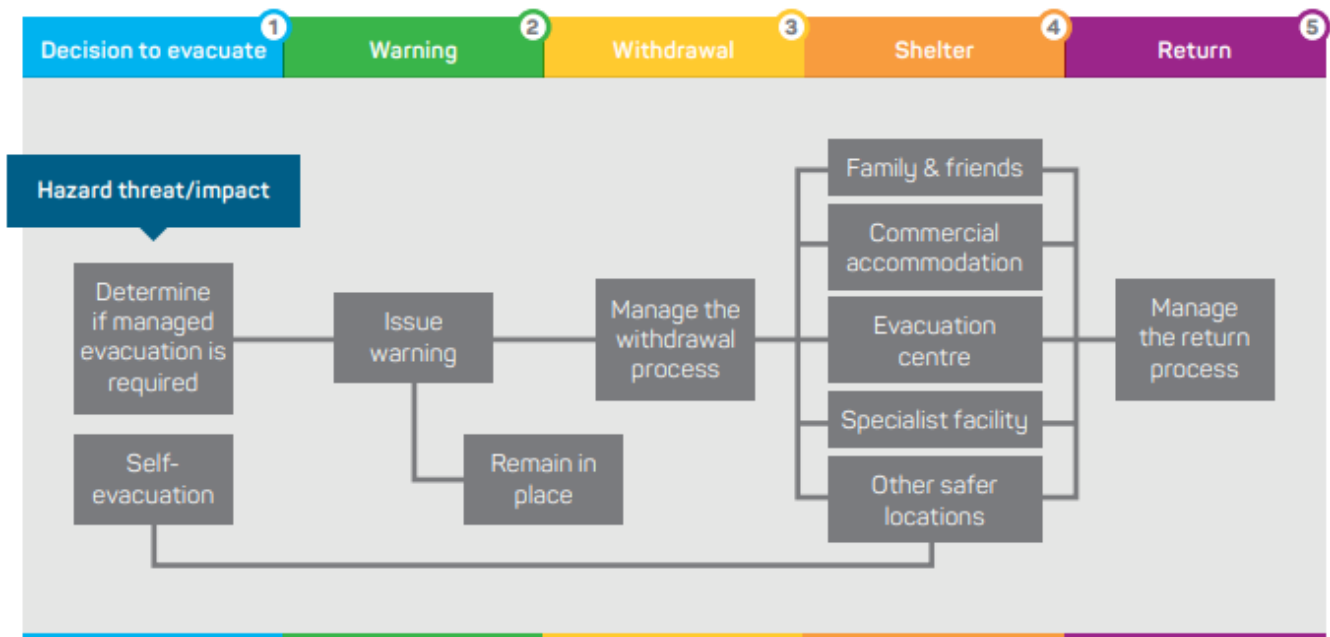 1
2
3
4
5
Decision to evacuate
Warning
Withdrawal
Shelter
Return
Hazard threat/impact
Determine
if managed
evacuation is
required
Self-
evacuation
Issue
warning
Remain in
place
Manage the
withdrawal
process
Family & friends
Commercial
accommodation
Evacuation
centre
Specialist facility
Other safer
locations
Manage
the return
process